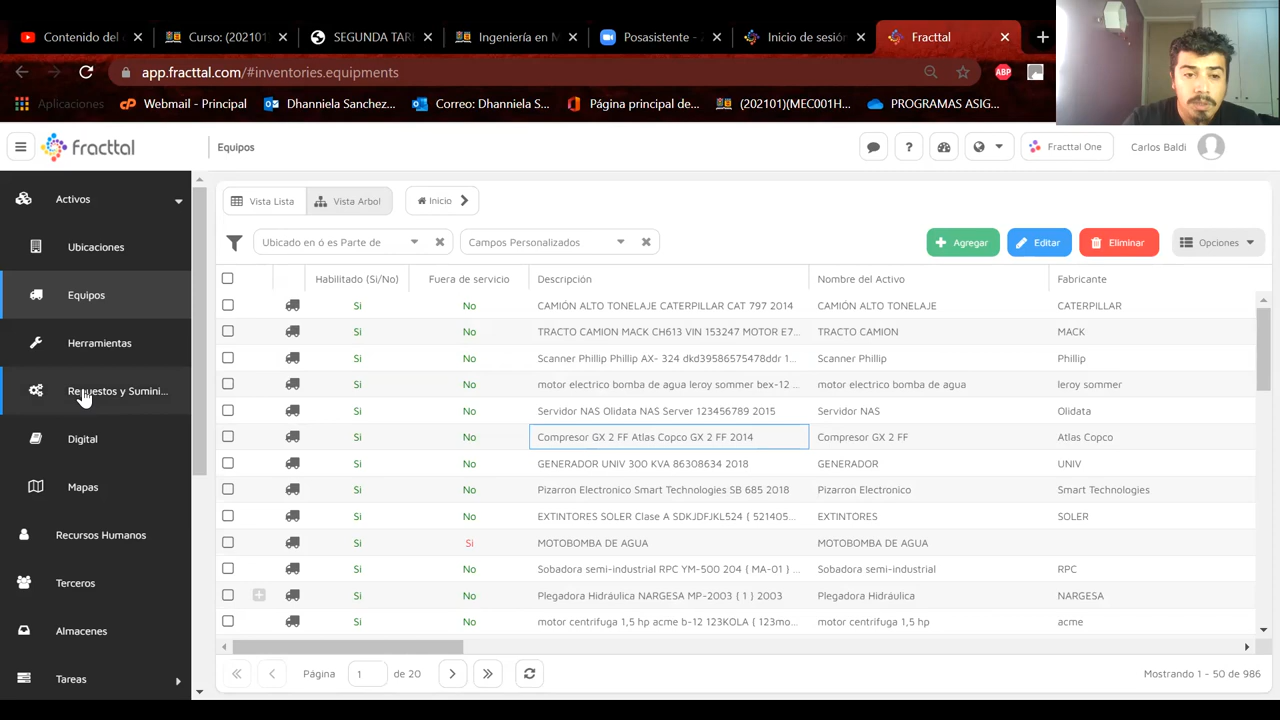 Contenido del
Curso: (202101)
SEGUNDA TAR
Ingeniería en M
Posasistente - A
Inicio de sesión
Fracttal
app.fracttal.com/#inventories.equipments
ABP
Aplicaciones
Webmail - Principal
Dhanniela Sanchez...
Correo: Dhanniela S...
Página principal de...
(202101)(MEC001H...
PROGRAMAS ASIG...
fracttal
Equipos
Fracttal One
Carlos Baldi
Activos
Ubicaciones
Equipos
Herramientas
Repuestos y Sumini...
Digital
Mapas
Recursos Humanos
Terceros
Almacenes
Tareas
Vista Lista
Vista Arbol
Inicio
Ubicado en ó es Parte de
Campos Personalizados
Agregar
Editar
Eliminar
Opciones
Habilitado (Si/No) Fuera de servicio Descripción Nombre del Activo Fabricante
Si No CAMIÓN ALTO TONELAJE CATERPILLAR CAT 797 2014 CAMIÓN ALTO TONELAJE CATERPILLAR
Si No TRACTO CAMION MACK CH613 VIN 153247 MOTOR E7... TRACTO CAMION MACK
Si No Scanner Phillip Phillip AX- 324 dkd39586575478ddr 1... Scanner Phillip Phillip
Si No motor electrico bomba de agua leroy sommer bex-12 ... motor electrico bomba de agua leroy sommer
Si No Servidor NAS Olidata NAS Server 123456789 2015 Servidor NAS Olidata
Si No Compresor GX 2 FF Atlas Copco GX 2 FF 2014 Compresor GX 2 FF Atlas Copco
Si No GENERADOR UNIV 300 KVA 86308634 2018 GENERADOR UNIV
Si No Pizarron Electronico Smart Technologies SB 685 2018 Pizarron Electronico Smart Technologies
Si No EXTINTORES SOLER Clase A SDKJDFJKL524 { 521405... EXTINTORES SOLER
Si Si MOTOBOMBA DE AGUA MOTOBOMBA DE AGUA
Si No Sobadora semi-industrial RPC YM-500 204 { MA-01 } ... Sobadora semi-industrial RPC
Si No Plegadora Hidráulica NARGESA MP-2003 { 1 } 2003 Plegadora Hidráulica NARGESA
Si No motor centrifuga 1,5 hp acme b-12 123KOLA { 123mo... motor centrifuga 1,5 hp acme
Página 1 de 20
Mostrando 1 - 50 de 986